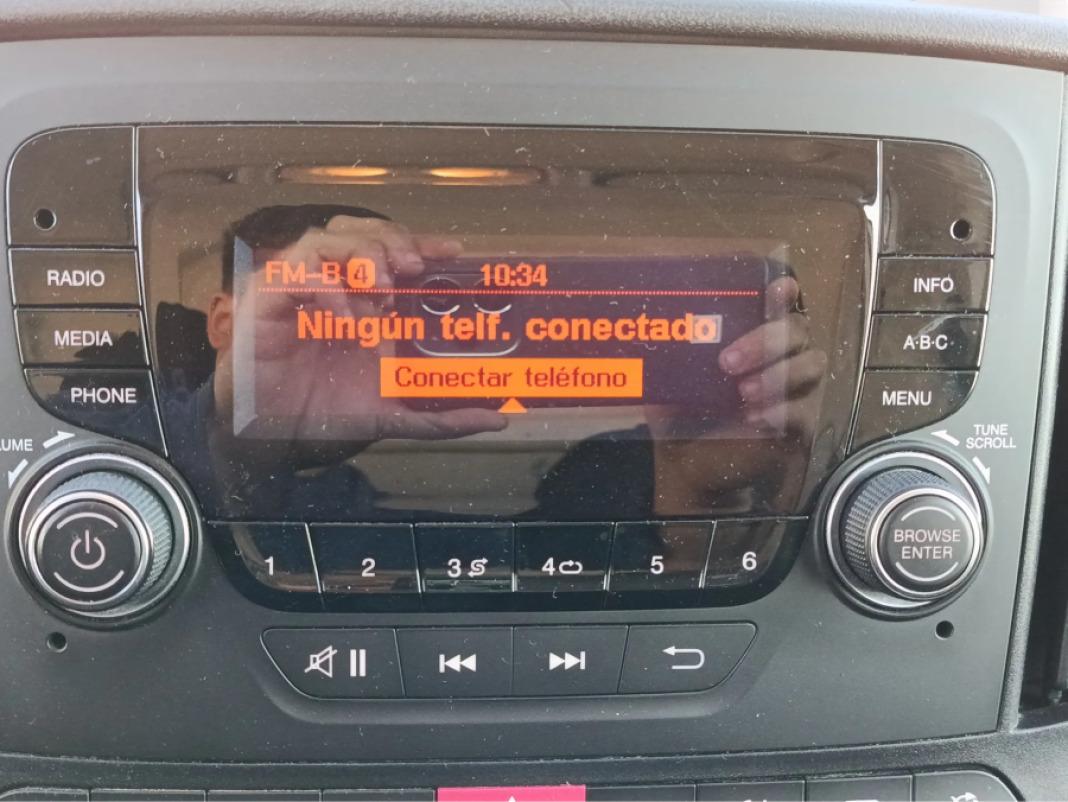 RADIO
MEDIA
PHONE
FM-B 4 10:34
Ningún telf. conectado
Conectar teléfono
INFO
A·B·C
MENU
TUNE
SCROLL
BROWSE
ENTER
1 2 3 4 5 6